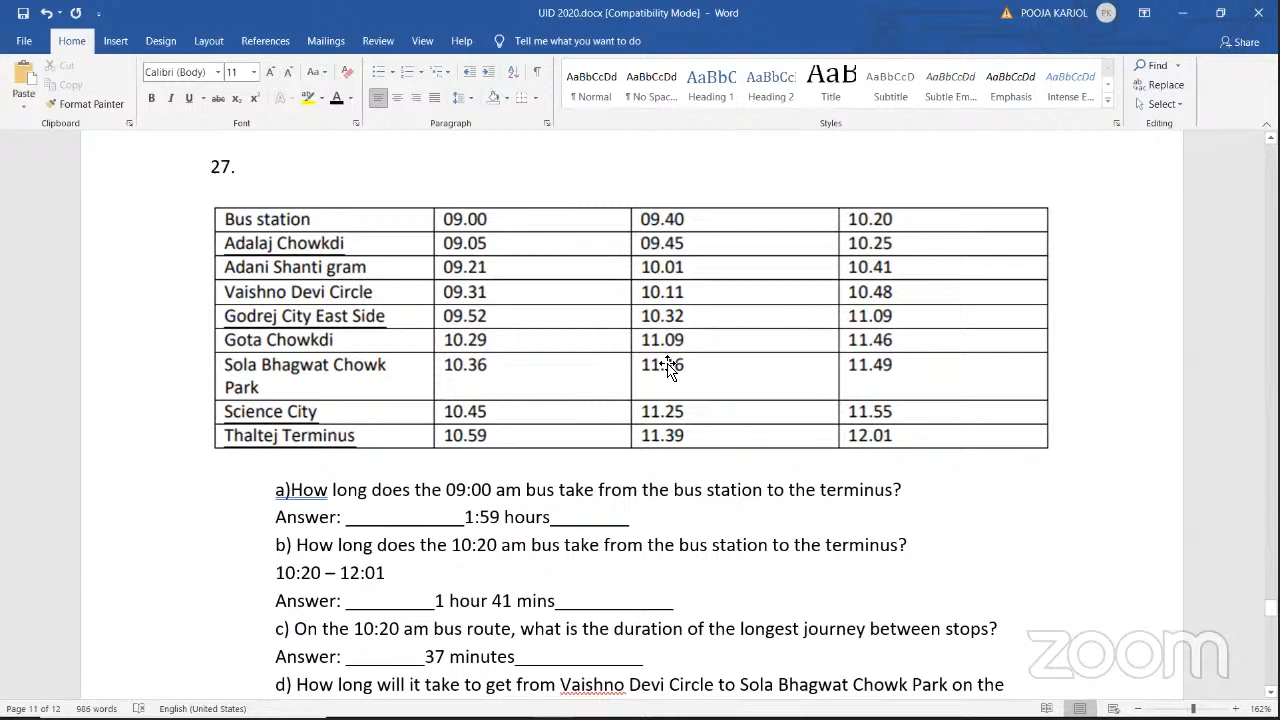 UID 2020.docx [Compatibility Mode] - Word
POOJA KARJOL PK
File Home Insert Design Layout References Mailings Review View Help Tell me what you want to do Share
Cut
Copy
Format Painter
Paste
Clipboard
Calibri (Body) 11
Font
Paragraph
AaBbCcDd AaBbCcDd AaBbC AaBbCc AaB AaBbCcDd AaBbCcDd AaBbCcDd AaBbCcDd
¶ Normal ¶ No Spac... Heading 1 Heading 2 Title Subtitle Subtle Em... Emphasis Intense E...
Styles
Find
Replace
Select
Editing
27.
Bus station 09.00 09.40 10.20
Adalaj Chowkdi 09.05 09.45 10.25
Adani Shanti gram 09.21 10.01 10.41
Vaishno Devi Circle 09.31 10.11 10.48
Godrej City East Side 09.52 10.32 11.09
Gota Chowkdi 10.29 11.09 11.46
Sola Bhagwat Chowk 10.36 11.49
Park
Science City 10.45 11.25 11.55
Thaltej Terminus 10.59 11.39 12.01
a)How long does the 09:00 am bus take from the bus station to the terminus?
Answer: ____________1:59 hours________
b) How long does the 10:20 am bus take from the bus station to the terminus?
10:20 – 12:01
Answer: _________1 hour 41 mins____________
c) On the 10:20 am bus route, what is the duration of the longest journey between stops?
Answer: ________37 minutes_____________
d) How long will it take to get from Vaishno Devi Circle to Sola Bhagwat Chowk Park on the
zoom
Page 11 of 12 986 words English (United States) 162%